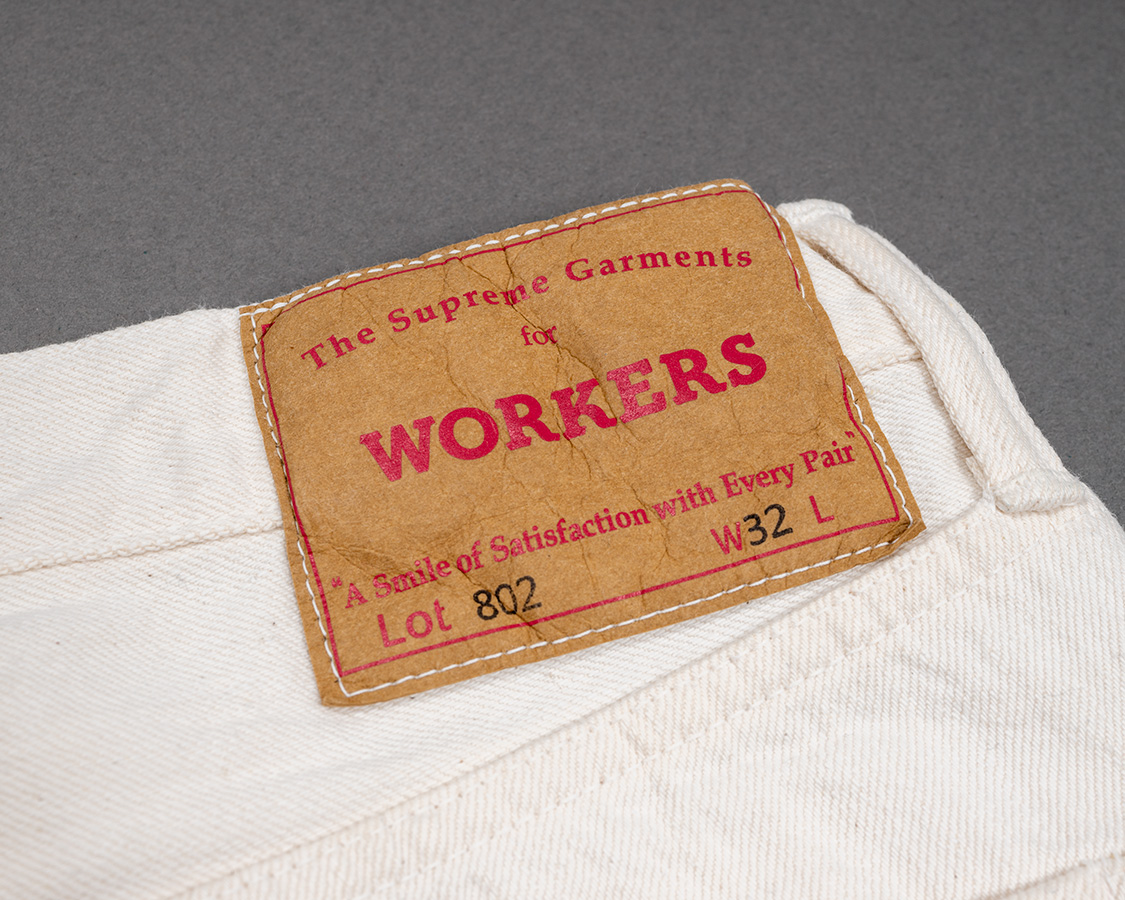 The Supreme Garments
for
WORKERS
"A Smile of Satisfaction with Every Pair"
Lot 802 W32 L